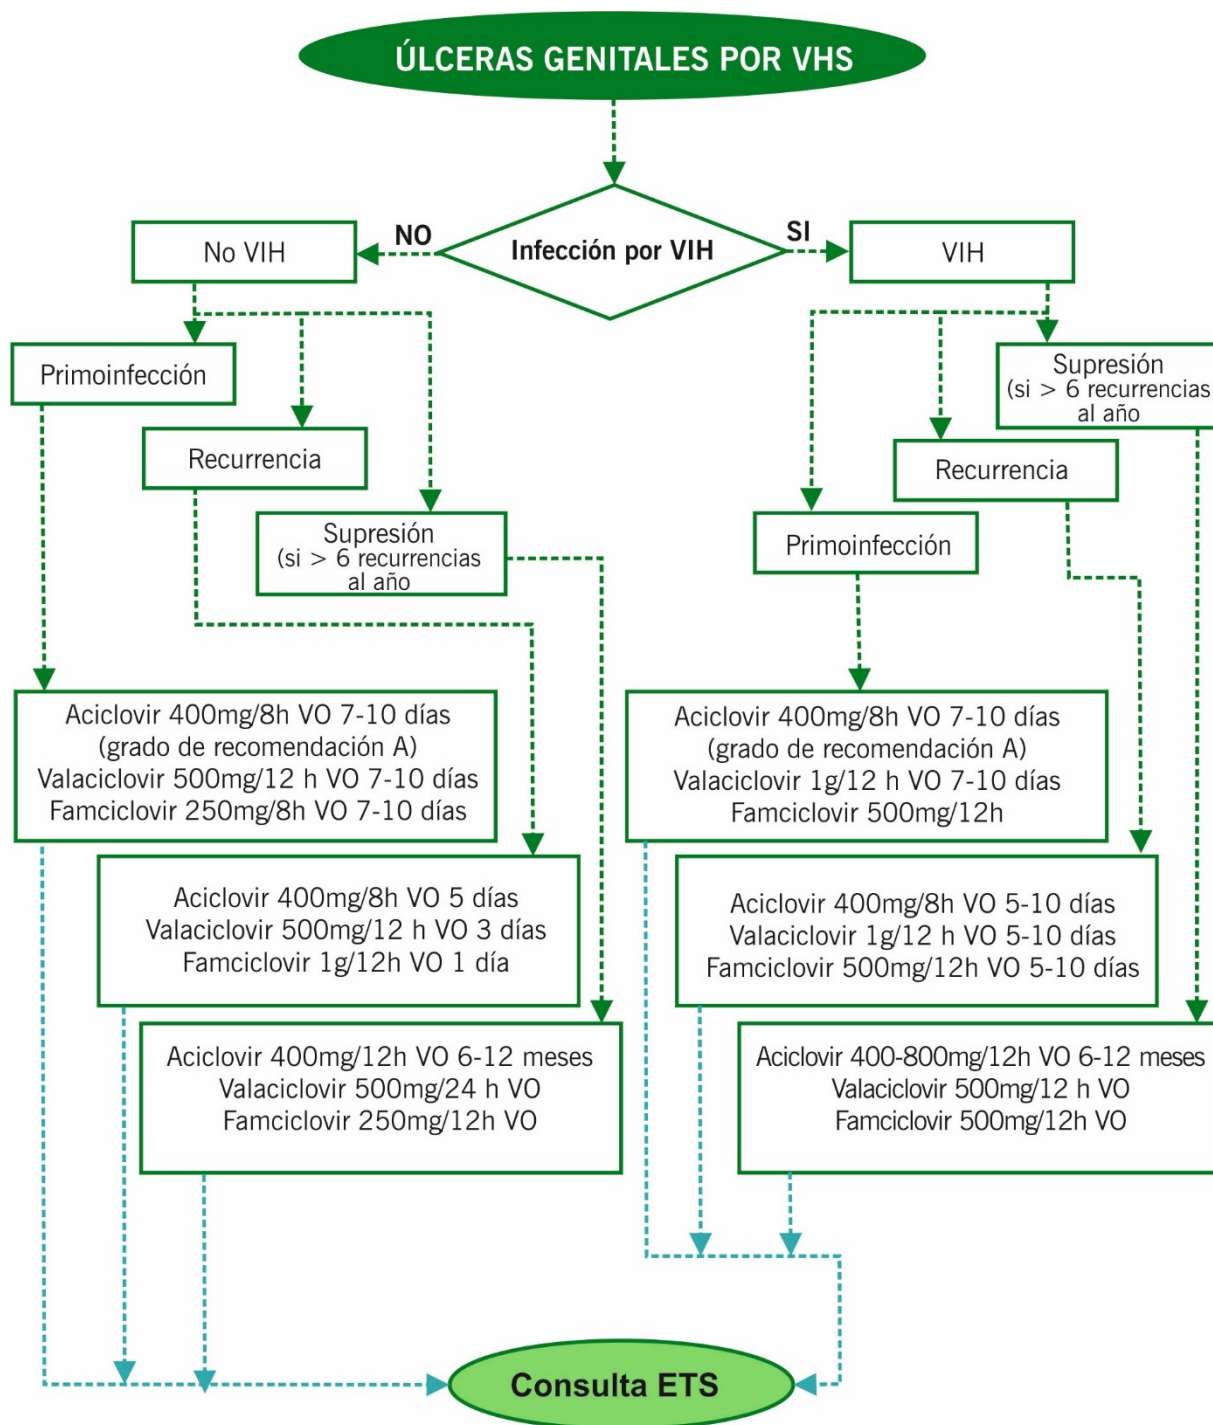 ÚLCERAS GENITALES POR VHS
Infección por VIH
NO
SI
No VIH
VIH
Primoinfección
Recurrencia
Supresión
(si > 6 recurrencias
al año
Supresión
(si > 6 recurrencias
al año
Recurrencia
Primoinfección
Aciclovir 400mg/8h VO 7-10 días
(grado de recomendación A)
Valaciclovir 500mg/12 h VO 7-10 días
Famciclovir 250mg/8h VO 7-10 días
Aciclovir 400mg/8h VO 5 días
Valaciclovir 500mg/12 h VO 3 días
Famciclovir 1g/12h VO 1 día
Aciclovir 400mg/12h VO 6-12 meses
Valaciclovir 500mg/24 h VO
Famciclovir 250mg/12h VO
Aciclovir 400mg/8h VO 7-10 días
(grado de recomendación A)
Valaciclovir 1g/12 h VO 7-10 días
Famciclovir 500mg/12h
Aciclovir 400mg/8h VO 5-10 días
Valaciclovir 1g/12 h VO 5-10 días
Famciclovir 500mg/12h VO 5-10 días
Aciclovir 400-800mg/12h VO 6-12 meses
Valaciclovir 500mg/12 h VO
Famciclovir 500mg/12h VO
Consulta ETS